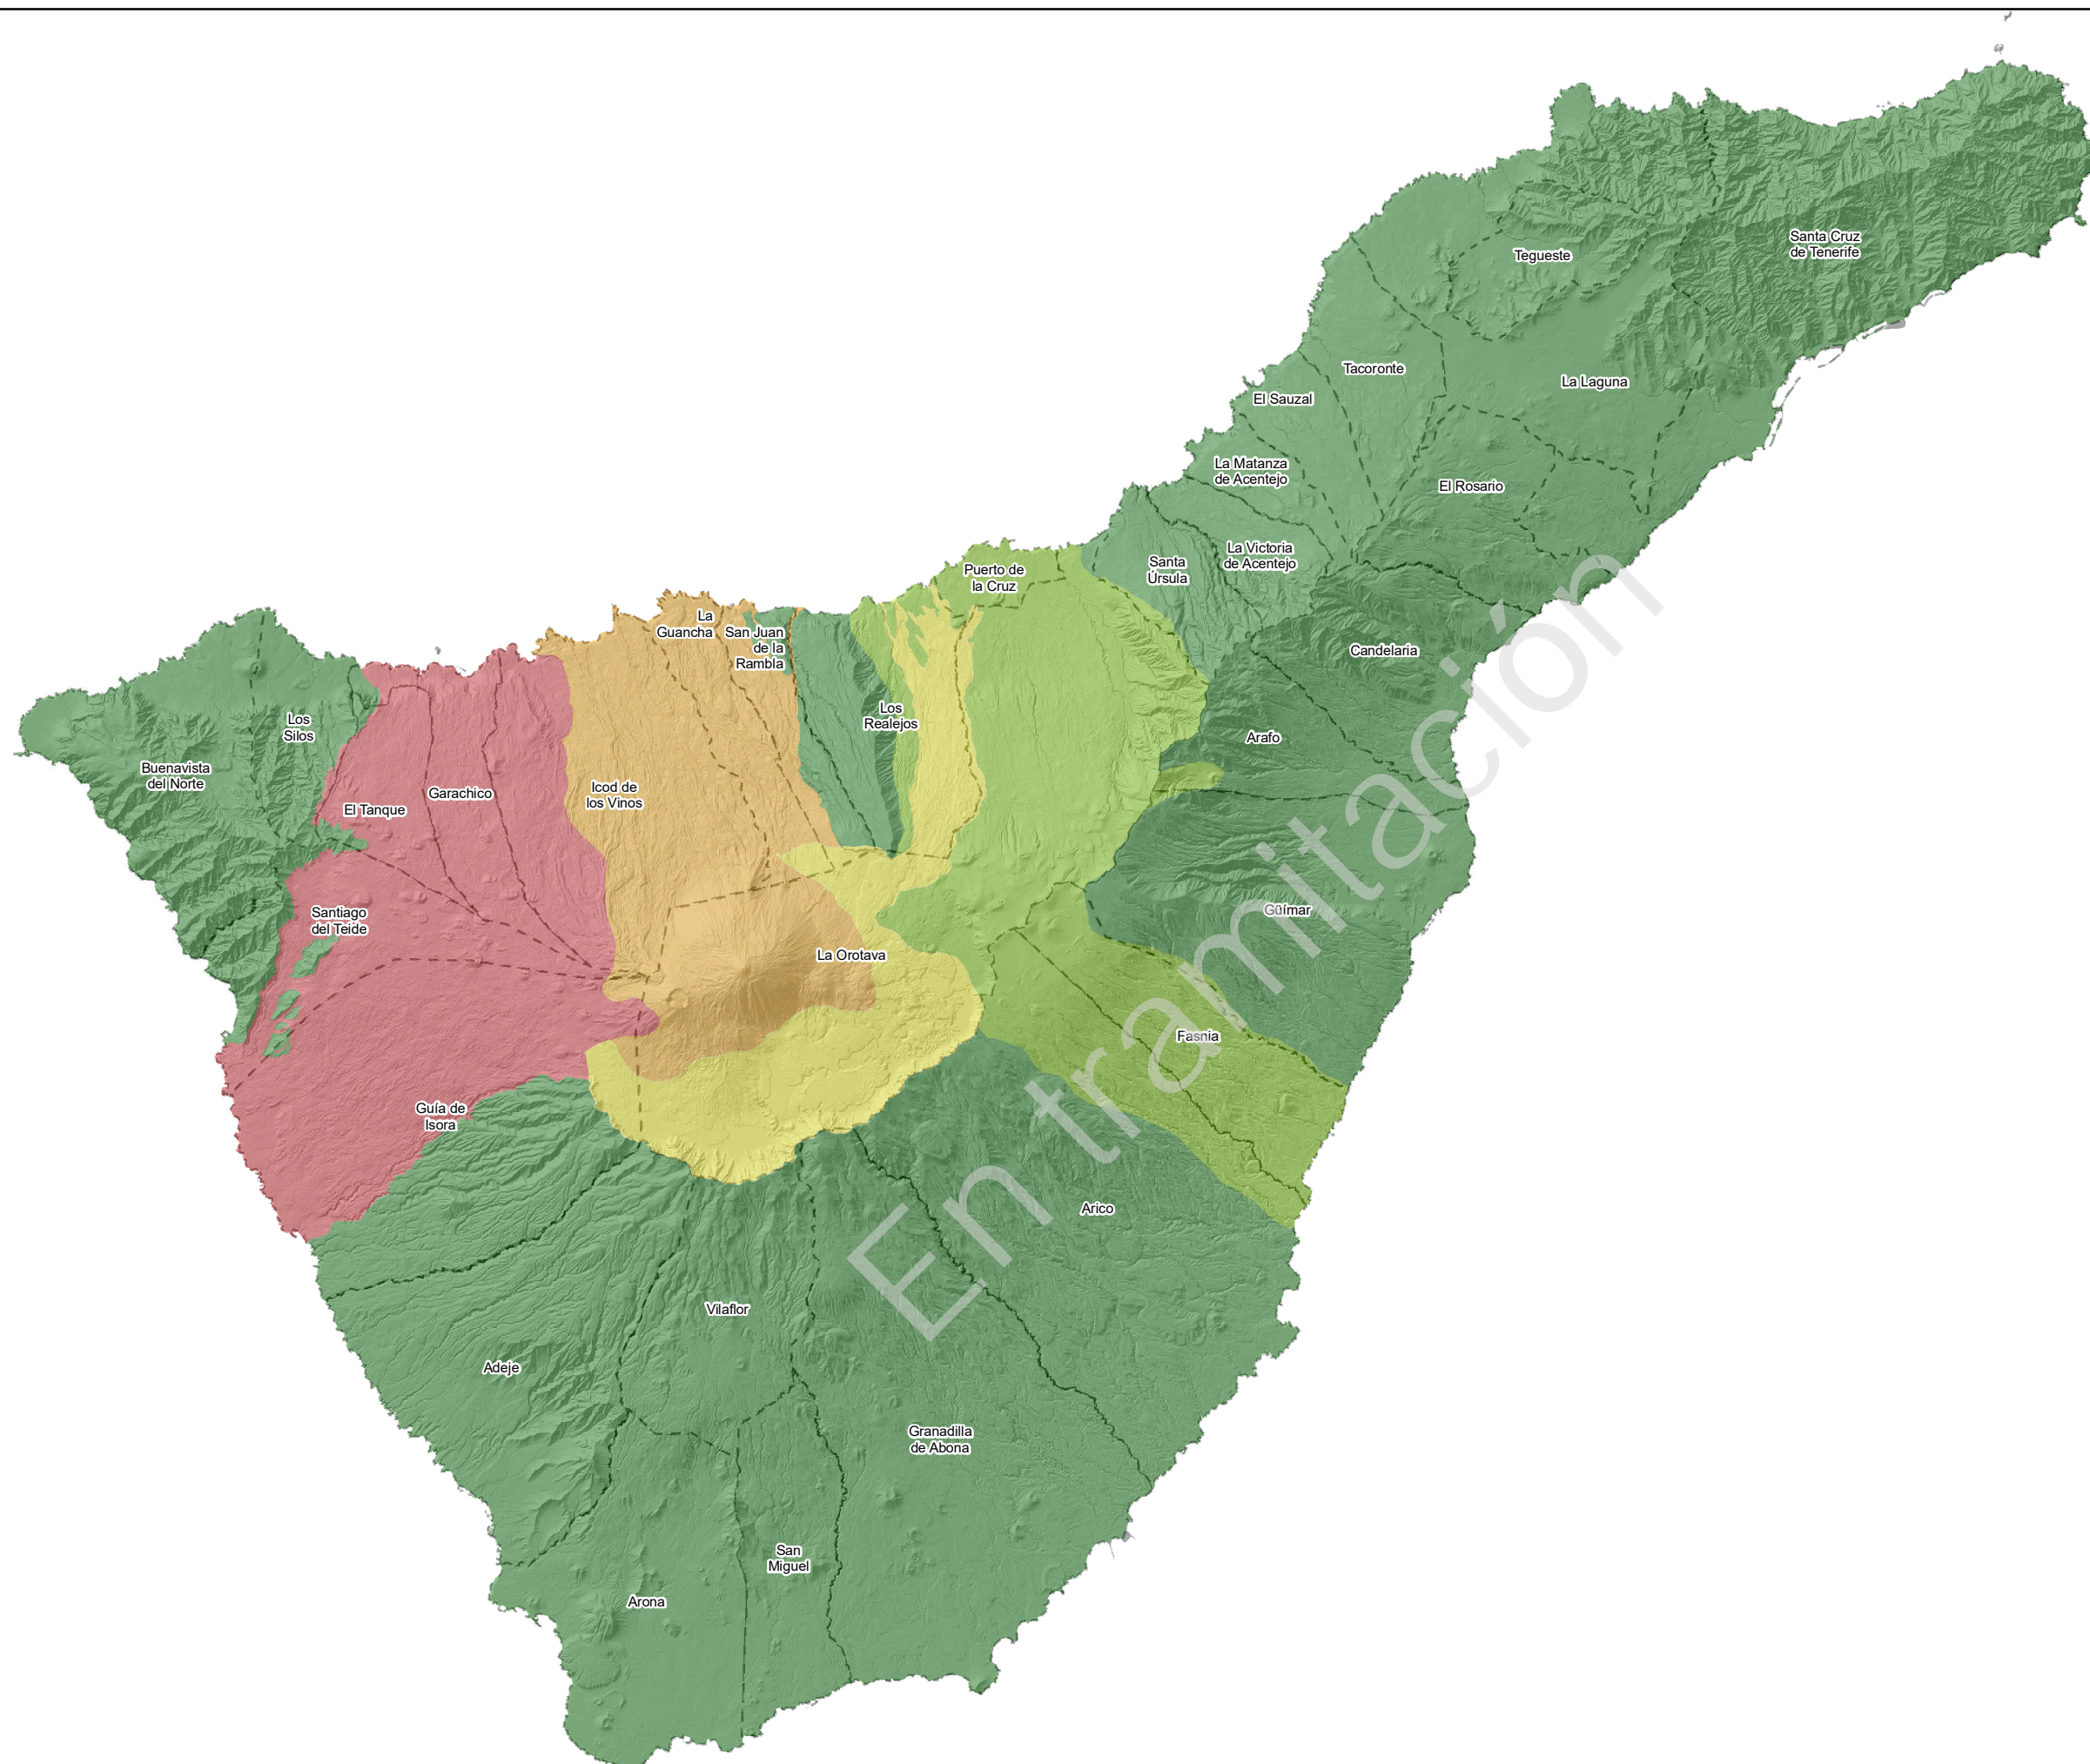 Santa Cruz
de Tenerife
Tegueste
Tacoronte
La Laguna
El Sauzal
La Matanza
de Acentejo
El Rosario
La Victoria
de Acentejo
Santa
Úrsula
Puerto de
la Cruz
La
Guancha
San Juan
de la
Rambla
Candelaria
Los
Realejos
Los
Silos
Arafo
Buenavista
del Norte
Garachico
El Tanque
Icod de
los Vinos
Santiago
del Teide
Güímar
La Orotava
Fasnia
Guía de
Isora
Arico
Vilaflor
Adeje
Granadilla
de Abona
San
Miguel
Arona
En tramitación